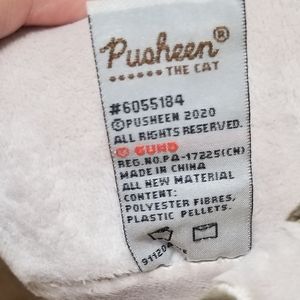 Pusheen®
THE CAT
#6055184
©PUSHEEN 2020
ALL RIGHTS RESERVED.
GUND
REG.NO.PA-17225(CN)
MADE IN CHINA
ALL NEW MATERIAL
CONTENT:
POLYESTER FIBRES,
PLASTIC PELLETS.